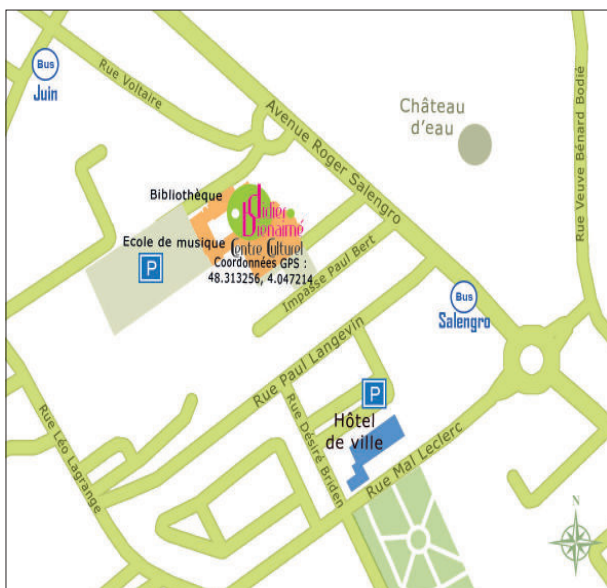 Bus
Juin
Rue Voltaire
Avenue Roger Salengro
Château
d'eau
Rue Veuve Bénard Bodié
Bibliothèque
didier
Bienaimé
Ecole de musique
Centre Culturel
Coordonnées GPS :
48.313256, 4.047214
P
Impasse Paul Bert
Bus
Salengro
Rue Paul Langevin
P
Hôtel
de ville
Rue Désiré Briden
Rue Mal Leclerc
Rue Léo Lagrange
N